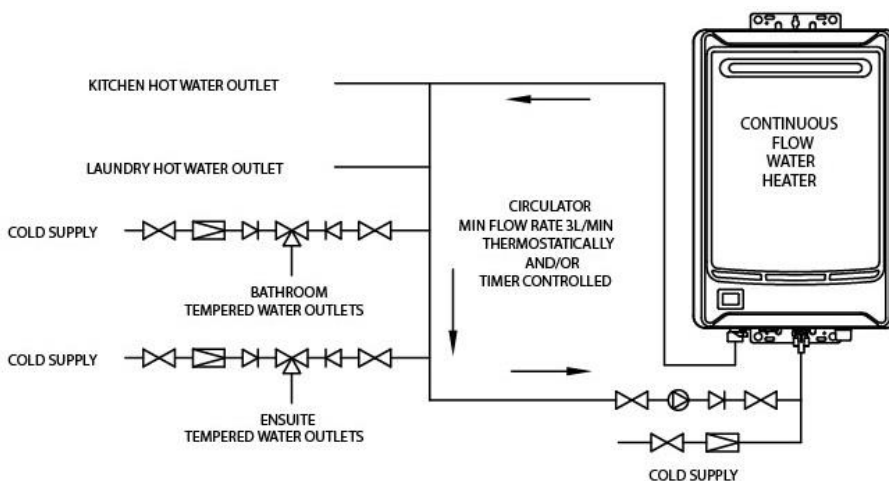 KITCHEN HOT WATER OUTLET
LAUNDRY HOT WATER OUTLET
COLD SUPPLY
BATHROOM
TEMPERED WATER OUTLETS
COLD SUPPLY
ENSUITE
TEMPERED WATER OUTLETS
CIRCULATOR
MIN FLOW RATE 3L/MIN
THERMOSTATICALLY
AND/OR
TIMER CONTROLLED
CONTINUOUS
FLOW
WATER
HEATER
COLD SUPPLY